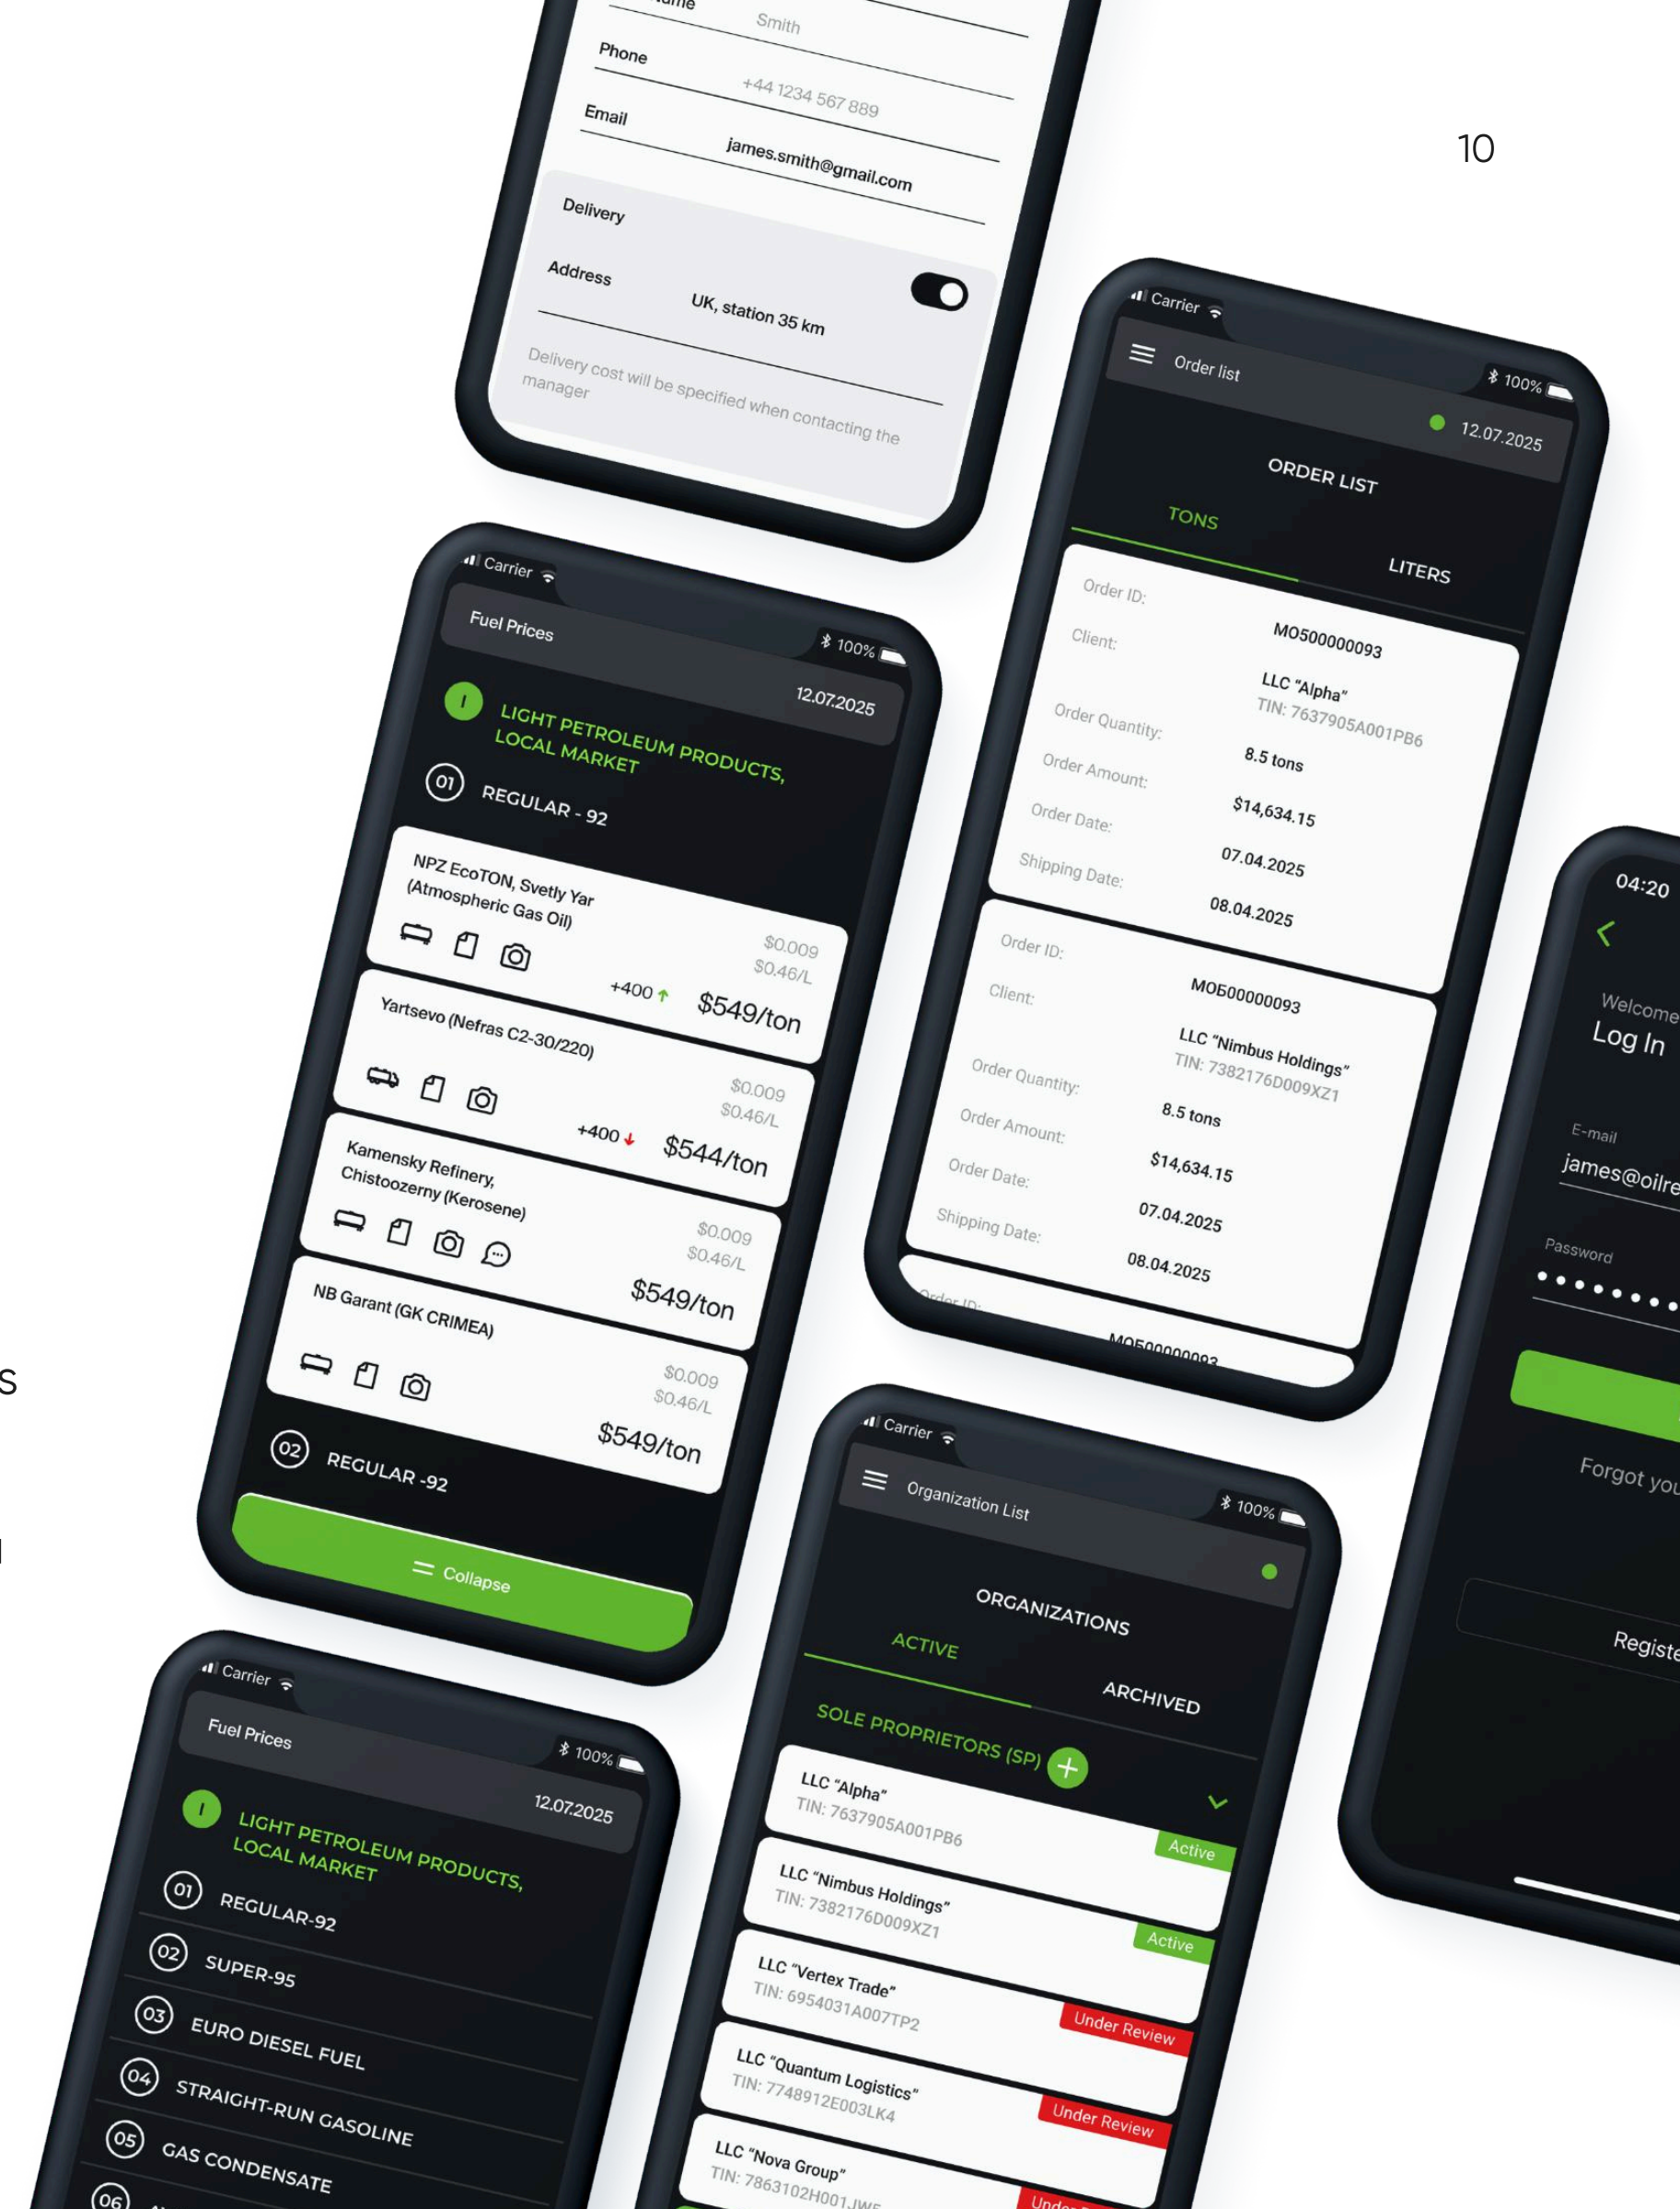 10
Smith
Phone
+44 1234 567 889
Email
james.smith@gmail.com
Delivery
Address
UK, station 35 km
Delivery cost will be specified when contacting the
manager
Carrier
100%
Order list
12.07.2025
ORDER LIST
TONS
LITERS
Order ID:
MO500000093
Client:
LLC “Alpha”
TIN: 7637905A001PB6
Order Quantity:
8.5 tons
Order Amount:
$14,634.15
Order Date:
07.04.2025
Shipping Date:
08.04.2025
Order ID:
МОБ00000093
Client:
LLC “Nimbus Holdings”
TIN: 7382176D009XZ1
Order Quantity:
8.5 tons
Order Amount:
$14,634.15
Order Date:
07.04.2025
Shipping Date:
08.04.2025
Order ID:
Carrier
100%
Fuel Prices
12.07.2025
I
LIGHT PETROLEUM PRODUCTS,
LOCAL MARKET
01 REGULAR - 92
NPZ EcoTON, Svetly Yar
(Atmospheric Gas Oil)
$0.009
$0.46/L
+400 $549/ton
Yartsevo (Nefras C2-30/220)
$0.009
$0.46/L
+400 $544/ton
Kamensky Refinery,
Chistoozerny (Kerosene)
$0.009
$0.46/L
$549/ton
NB Garant (GK CRIMEA)
$0.009
$0.46/L
$549/ton
02 REGULAR -92
Collapse
04:20
Welcome
Log In
E-mail
james@oilre
Password
Forgot you
Registe
s
Carrier
100%
Organization List
ORGANIZATIONS
ACTIVE
ARCHIVED
SOLE PROPRIETORS (SP)
LLC “Alpha”
TIN: 7637905A001PB6
Active
LLC “Nimbus Holdings”
TIN: 7382176D009XZ1
Active
LLC “Vertex Trade”
TIN: 6954031A007TP2
Under Review
LLC “Quantum Logistics”
TIN: 7748912E003LK4
Under Review
LLC “Nova Group”
Carrier
100%
Fuel Prices
12.07.2025
I
LIGHT PETROLEUM PRODUCTS,
LOCAL MARKET
01 REGULAR-92
02 SUPER-95
03 EURO DIESEL FUEL
04 STRAIGHT-RUN GASOLINE
05 GAS CONDENSATE
06